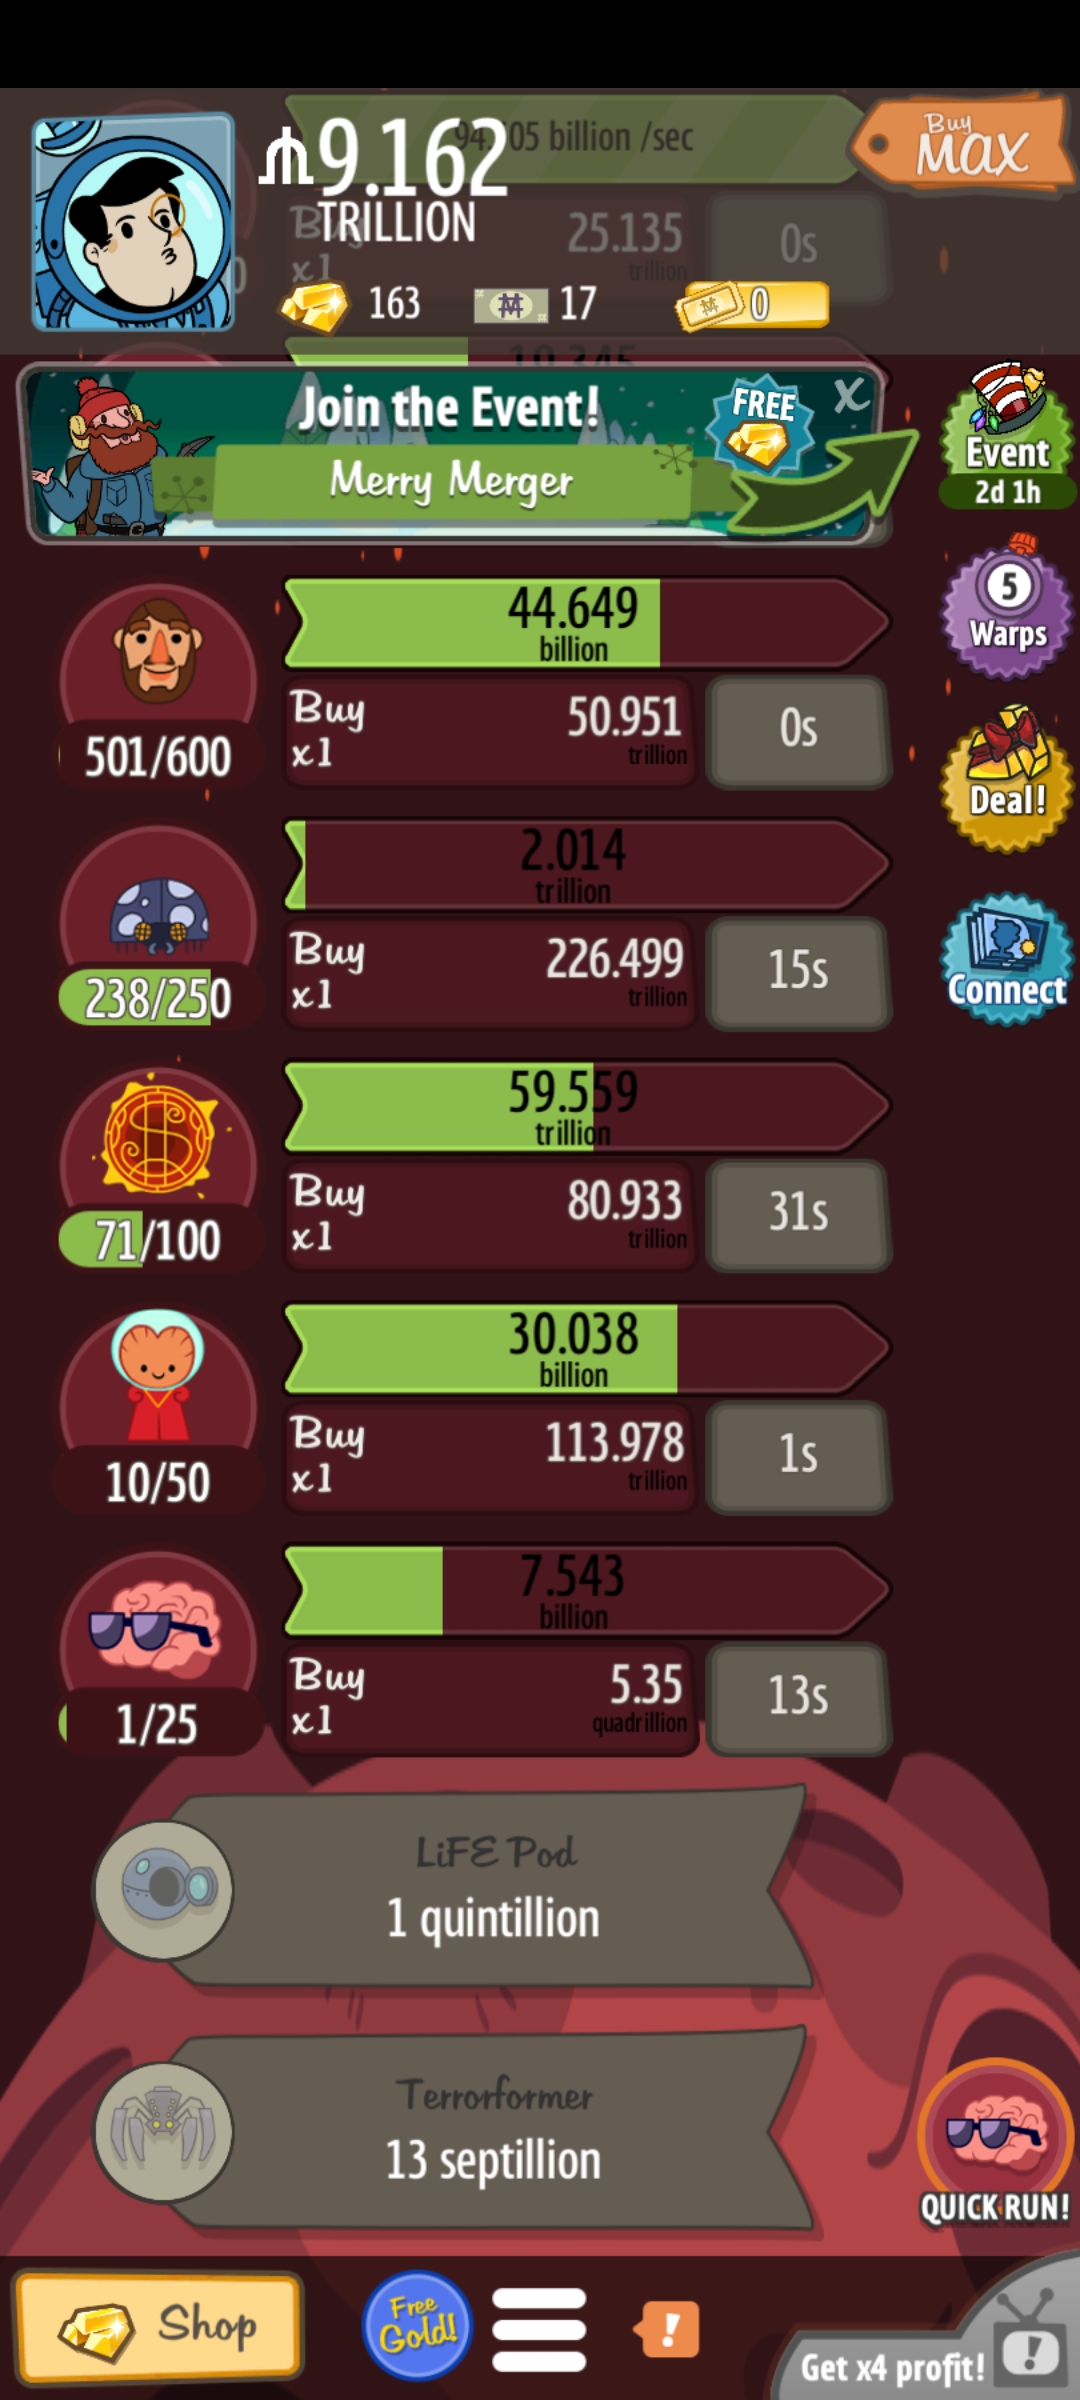 9.162
TRILLION
05 billion /sec
Buy
MAX
Buy
x1
25.135
trillion
0s
163
17
0
Join the Event!
Merry Merger
FREE
X
Event
2d 1h
44.649
billion
Buy
x1
50.951
trillion
0s
501/600
5
Warps
Deal!
2.014
trillion
Buy
x1
226.499
trillion
15s
238/250
Connect
59.559
trillion
Buy
x1
80.933
trillion
31s
71/100
30.038
billion
Buy
x1
113.978
trillion
1s
10/50
7.543
billion
Buy
x1
5.35
quadrillion
13s
1/25
LiFE Pod
1 quintillion
Terrorformer
13 septillion
QUICK RUN!
Shop
Free
Gold!
!
Get x4 profit!
!